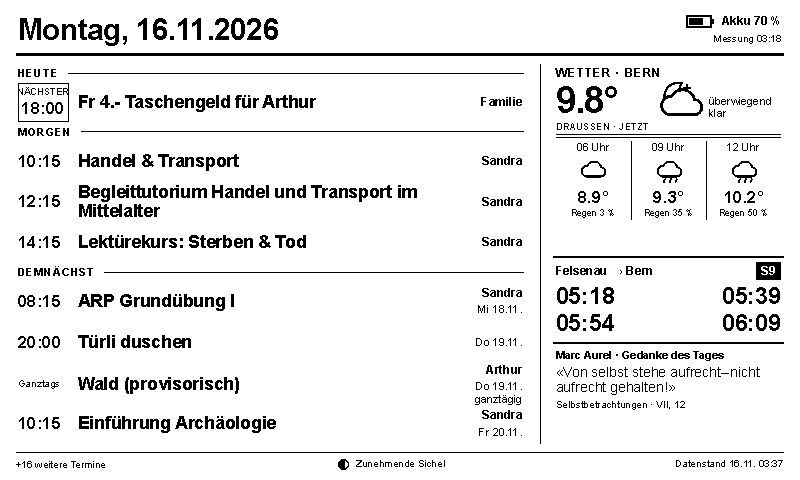 Montag, 16.11.2026
Akku 70 %
Messung 03:18
HEUTE
NÄCHSTER
18:00 Fr 4.- Taschengeld für Arthur Familie
MORGEN
10:15 Handel & Transport Sandra
12:15 Begleittutorium Handel und Transport im
Mittelalter Sandra
14:15 Lektürekurs: Sterben & Tod Sandra
DEMNÄCHST
08:15 ARP Grundübung I Sandra
Mi 18.11.
20:00 Türli duschen Do 19.11.
Ganztags Wald (provisorisch) Arthur
Do 19.11.
ganztägig
10:15 Einführung Archäologie Sandra
Fr 20.11.
WETTER · BERN
9.8°
überwiegend
klar
DRAUSSEN · JETZT
06 Uhr 09 Uhr 12 Uhr
8.9° 9.3° 10.2°
Regen 3 % Regen 35 % Regen 50 %
Felsenau › Bern S9
05:18 05:39
05:54 06:09
Marc Aurel · Gedanke des Tages
«Von selbst stehe aufrecht–nicht
aufrecht gehalten!»
Selbstbetrachtungen · VII, 12
+16 weitere Termine
Zunehmende Sichel
Datenstand 16.11. 03:37